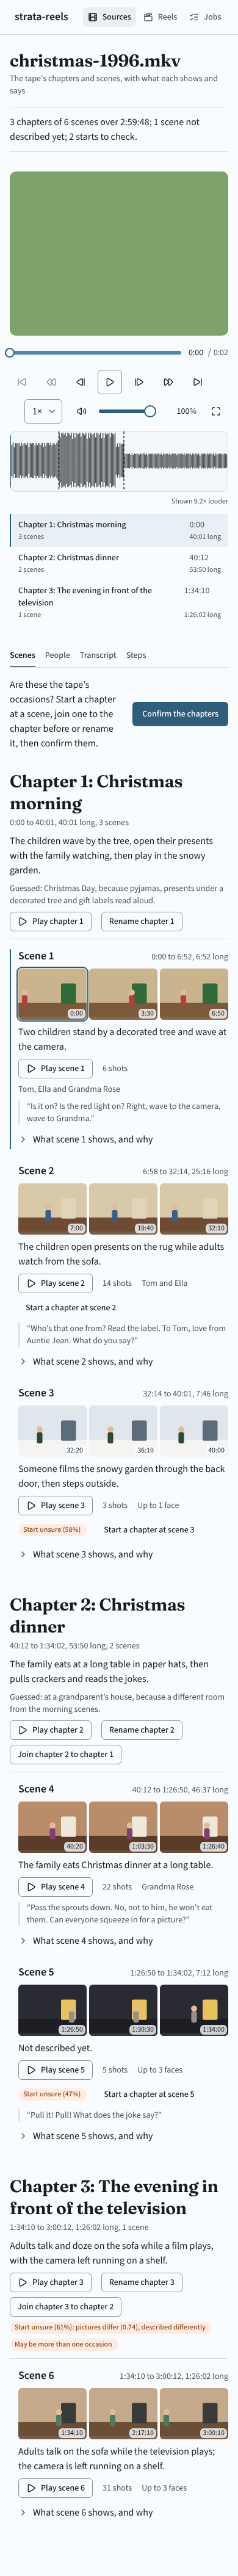 strata-reels
Sources
Reels
Jobs
christmas-1996.mkv
The tape's chapters and scenes, with what each shows and
says
3 chapters of 6 scenes over 2:59:48; 1 scene not
described yet; 2 starts to check.
0:00 / 0:02
1×
100%
Shown 9.2× louder
Chapter 1: Christmas morning
0:00
3 scenes
40:01 long
Chapter 2: Christmas dinner
40:12
2 scenes
53:50 long
Chapter 3: The evening in front of the
television
1:34:10
1 scene
1:26:02 long
Scenes
People
Transcript
Steps
Are these the tape's
occasions? Start a chapter
at a scene, join one to the
chapter before or rename
it, then confirm them.
Confirm the chapters
Chapter 1: Christmas
morning
0:00 to 40:01, 40:01 long, 3 scenes
The children wave by the tree, open their presents
with the family watching, then play in the snowy
garden.
Guessed: Christmas Day, because pyjamas, presents under a
decorated tree and gift labels read aloud.
Play chapter 1
Rename chapter 1
Scene 1
0:00 to 6:52, 6:52 long
0:00
3:30
6:50
Two children stand by a decorated tree and wave at
the camera.
Play scene 1
6 shots
Tom, Ella and Grandma Rose
“Is it on? Is the red light on? Right, wave to the camera,
wave to Grandma.”
What scene 1 shows, and why
Scene 2
6:58 to 32:14, 25:16 long
7:00
19:40
32:10
The children open presents on the rug while adults
watch from the sofa.
Play scene 2
14 shots
Tom and Ella
Start a chapter at scene 2
“Who's that one from? Read the label. To Tom, love from
Auntie Jean. What do you say?”
What scene 2 shows, and why
Scene 3
32:14 to 40:01, 7:46 long
32:20
36:10
40:00
Someone films the snowy garden through the back
door, then steps outside.
Play scene 3
3 shots
Up to 1 face
Start unsure (58%)
Start a chapter at scene 3
What scene 3 shows, and why
Chapter 2: Christmas
dinner
40:12 to 1:34:02, 53:50 long, 2 scenes
The family eats at a long table in paper hats, then
pulls crackers and reads the jokes.
Guessed: at a grandparent's house, because a different room
from the morning scenes.
Play chapter 2
Rename chapter 2
Join chapter 2 to chapter 1
Scene 4
40:12 to 1:26:50, 46:37 long
40:20
1:03:30
1:26:40
The family eats Christmas dinner at a long table.
Play scene 4
22 shots
Grandma Rose
“Pass the sprouts down. No, not to him, he won't eat
them. Can everyone squeeze in for a picture?”
What scene 4 shows, and why
Scene 5
1:26:50 to 1:34:02, 7:12 long
1:26:50
1:30:30
1:34:00
Not described yet.
Play scene 5
5 shots
Up to 3 faces
Start unsure (47%)
Start a chapter at scene 5
“Pull it! Pull! What does the joke say?”
What scene 5 shows, and why
Chapter 3: The evening in
front of the television
1:34:10 to 3:00:12, 1:26:02 long, 1 scene
Adults talk and doze on the sofa while a film plays,
with the camera left running on a shelf.
Play chapter 3
Rename chapter 3
Join chapter 3 to chapter 2
Start unsure (61%): pictures differ (0.74), described differently
May be more than one occasion
Scene 6
1:34:10 to 3:00:12, 1:26:02 long
1:34:10
2:17:10
3:00:10
Adults talk on the sofa while the television plays;
the camera is left running on a shelf.
Play scene 6
31 shots
Up to 3 faces
What scene 6 shows, and why